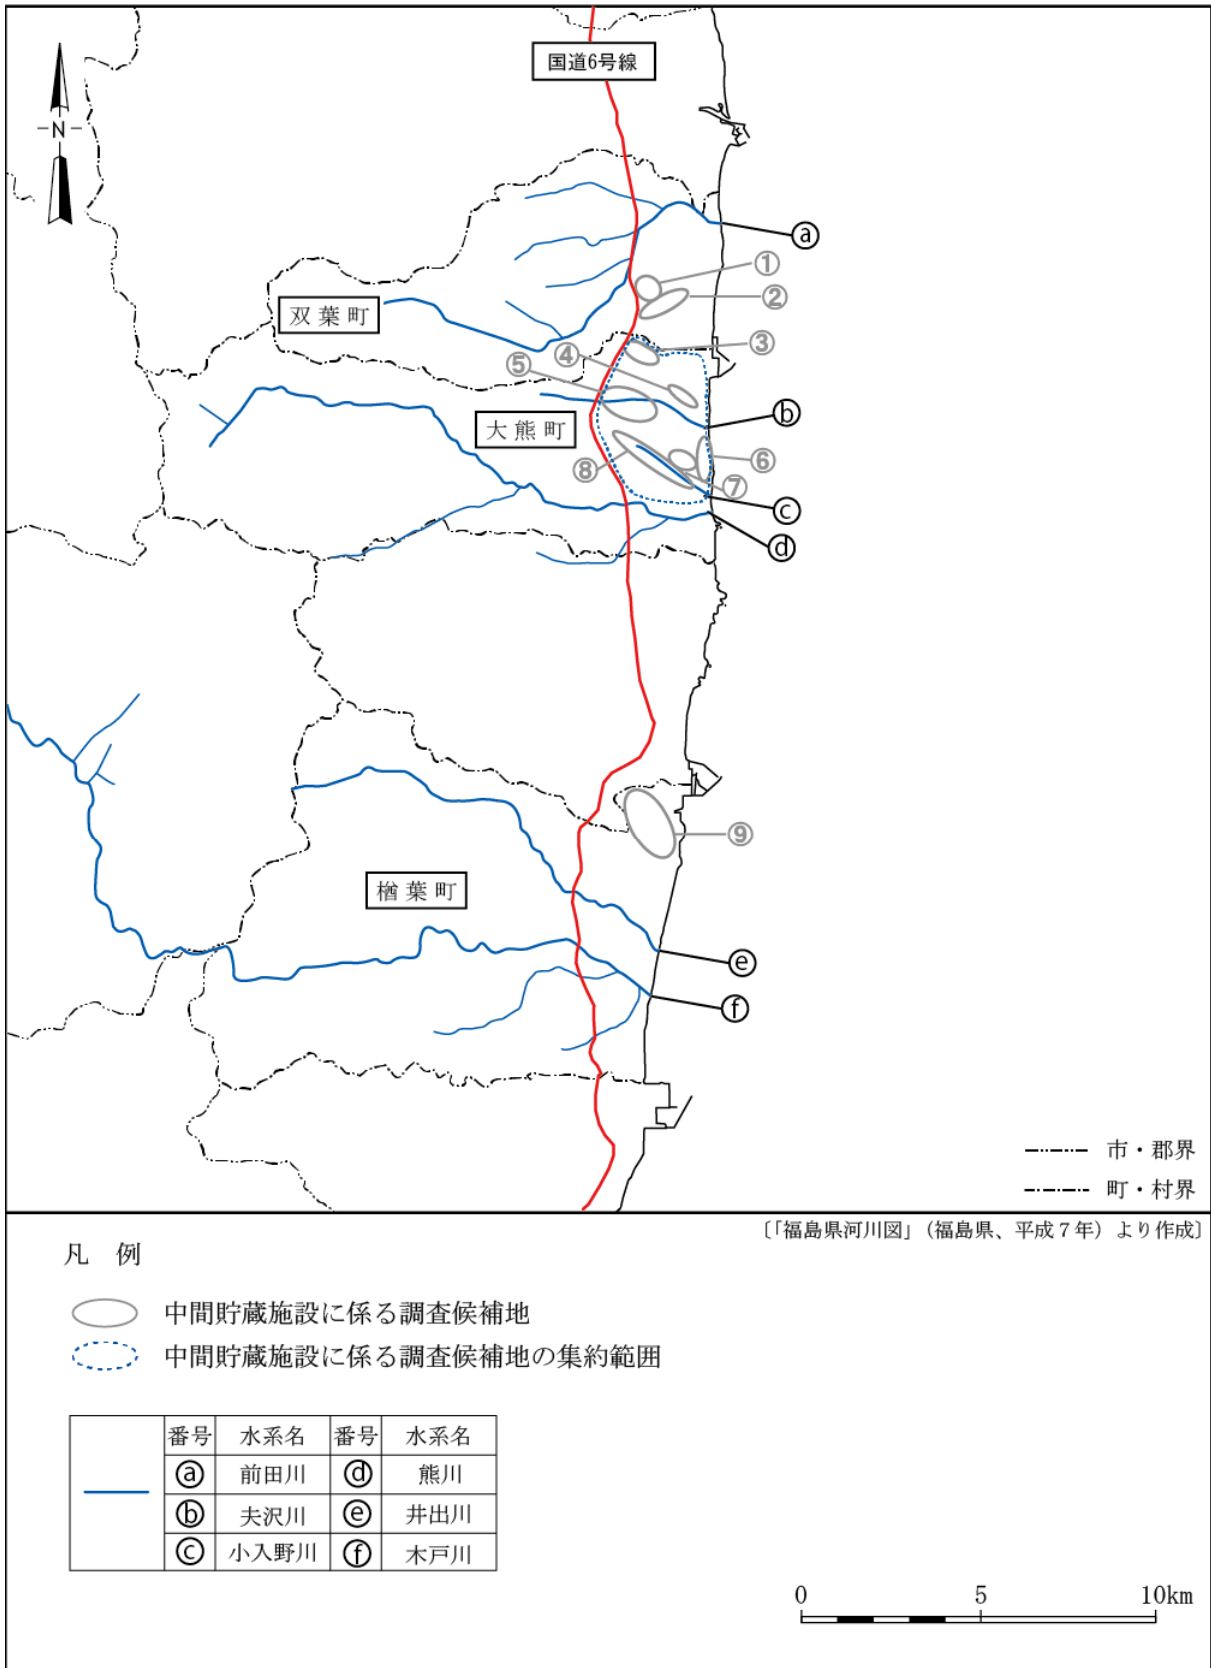 国道6号線
N
ⓐ
①
②
双葉町
③
④
⑤
ⓑ
大熊町
⑥
⑧
⑦
ⓒ
ⓓ
⑨
楢葉町
ⓔ
ⓕ
市・郡界
町・村界
〔「福島県河川図」（福島県、平成７年）より作成〕
凡 例
中間貯蔵施設に係る調査候補地
中間貯蔵施設に係る調査候補地の集約範囲
番号 水系名 番号 水系名
ⓐ 前田川 ⓓ 熊川
ⓑ 夫沢川 ⓔ 井出川
ⓒ 小入野川 ⓕ 木戸川
0 5 10km